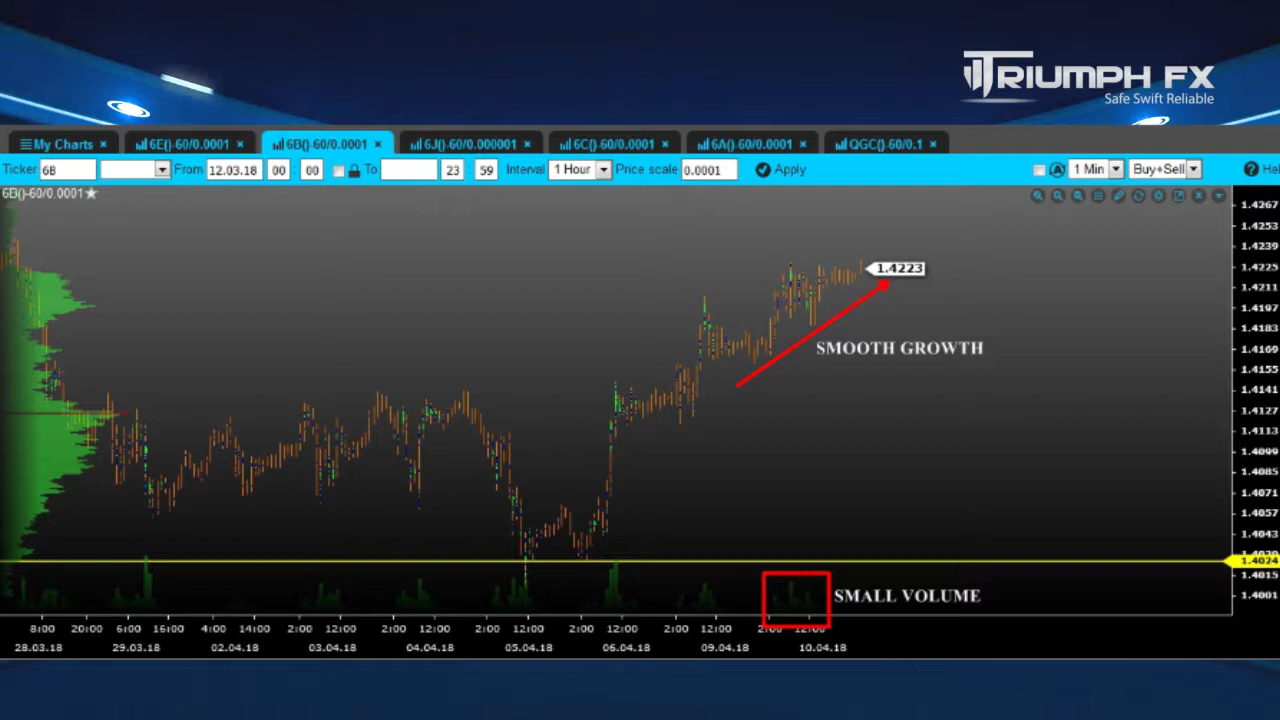 TRIUMPH FX
Safe Swift Reliable
My Charts × 6E()-60/0.0001 × 6B()-60/0.0001 × 6J()-60/0.000001 × 6C()-60/0.0001 × 6A()-60/0.0001 × QGC()-60/0.1 ×
Ticker 6B From 12.03.18 00 00 To 23 : 59 Interval 1 Hour Price scale 0.0001 Apply A 1 Min Buy+Sell ? Hel
6B()-60/0.0001★
1.4267
1.4253
1.4239
1.4223
1.4225
1.4211
1.4197
1.4183
SMOOTH GROWTH
1.4169
1.4155
1.4141
1.4127
1.4113
1.4099
1.4085
1.4071
1.4057
1.4043
1.4024
1.4015
SMALL VOLUME
1.4001
8:00 20:00 6:00 16:00 4:00 14:00 2:00 12:00 2:00 12:00 2:00 12:00 2:00 12:00 2:00 12:00 2:00 12:00
28.03.18 29.03.18 02.04.18 03.04.18 04.04.18 05.04.18 06.04.18 09.04.18 10.04.18